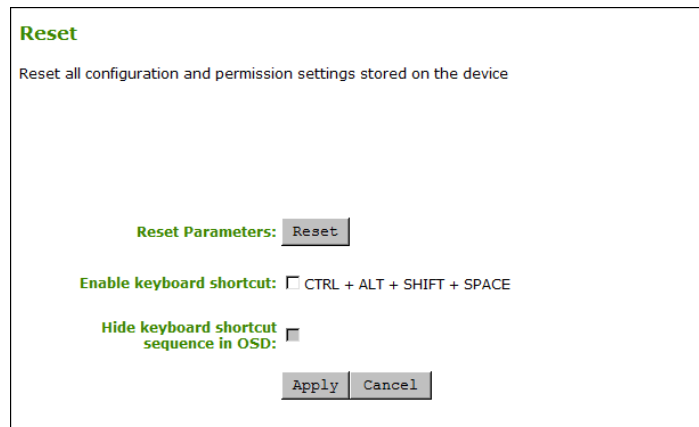 Reset
Reset all configuration and permission settings stored on the device
Reset Parameters: Reset
Enable keyboard shortcut: CTRL + ALT + SHIFT + SPACE
Hide keyboard shortcut
sequence in OSD:
Apply Cancel